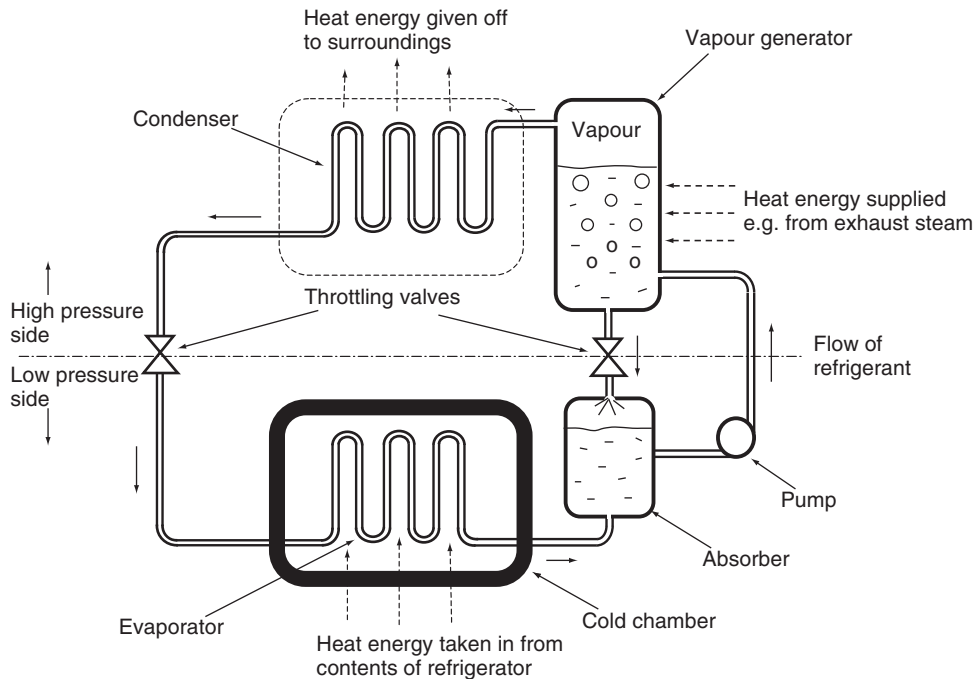 Heat energy given off
to surroundings
Vapour generator
Condenser
Vapour
Heat energy supplied
e.g. from exhaust steam
Throttling valves
High pressure
side
Low pressure
side
Flow of
refrigerant
Pump
Absorber
Cold chamber
Evaporator
Heat energy taken in from
contents of refrigerator